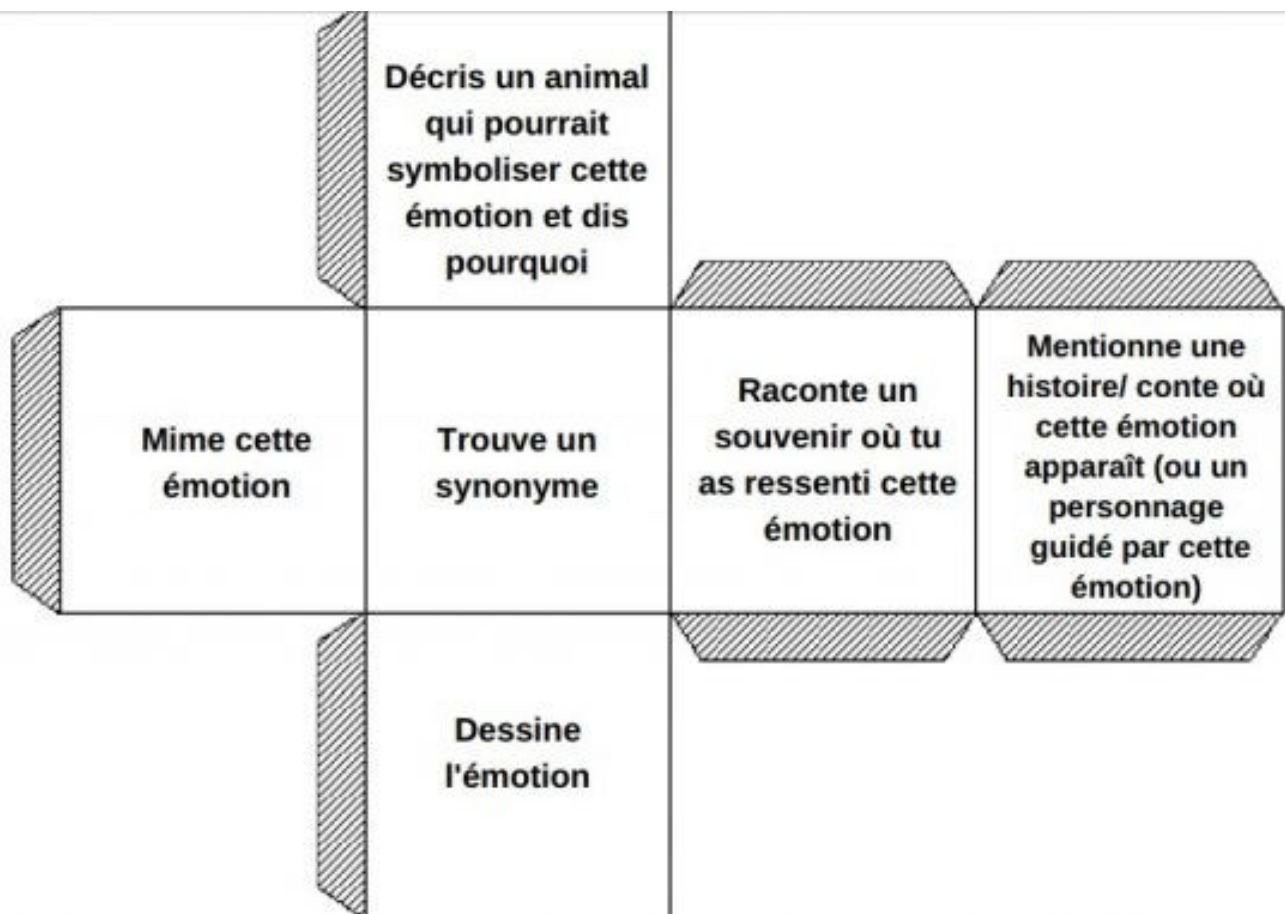 Décris un animal
qui pourrait
symboliser cette
émotion et dis
pourquoi
Mime cette
émotion
Trouve un
synonyme
Raconte un
souvenir où tu
as ressenti cette
émotion
Mentionne une
histoire/ conte où
cette émotion
apparaît (ou un
personnage
guidé par cette
émotion)
Dessine
l'émotion